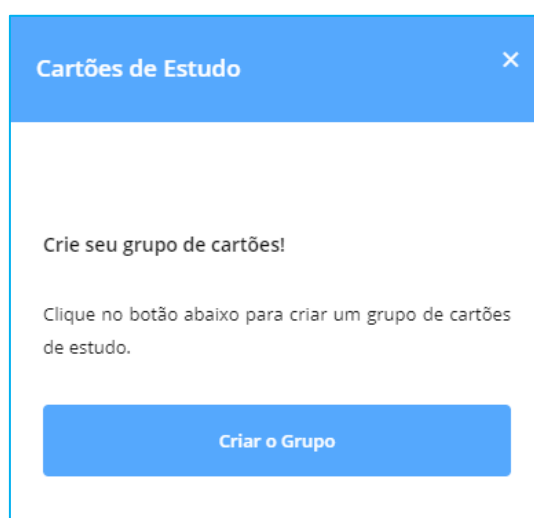 Cartões de Estudo
×
Crie seu grupo de cartões!
Clique no botão abaixo para criar um grupo de cartões
de estudo.
Criar o Grupo